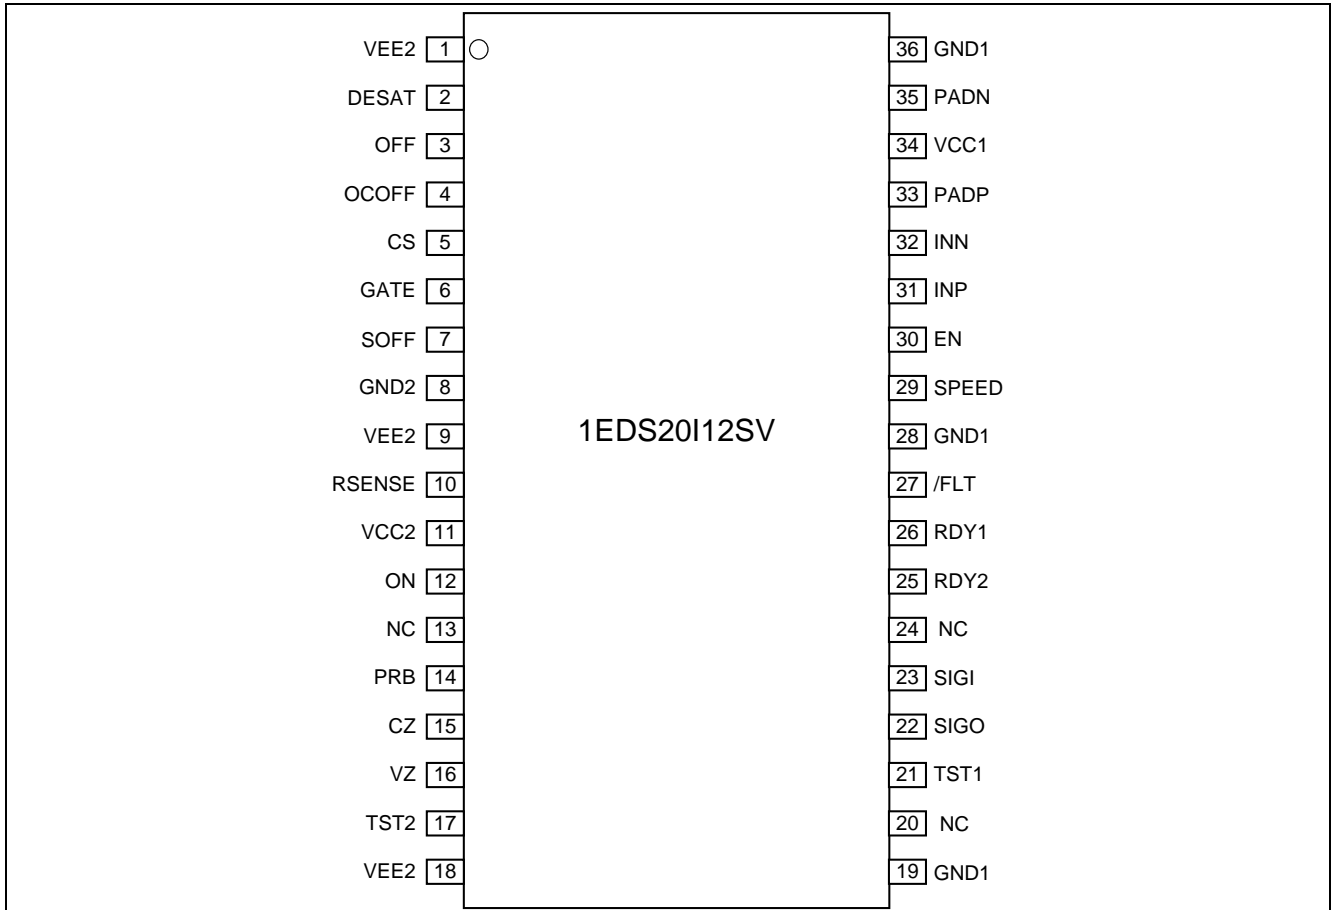 VEE2 1 36 GND1
DESAT 2 35 PADN
OFF 3 34 VCC1
OCOFF 4 33 PADP
CS 5 32 INN
GATE 6 31 INP
SOFF 7 30 EN
GND2 8 29 SPEED
1EDS20I12SV
VEE2 9 28 GND1
RSENSE 10 27 /FLT
VCC2 11 26 RDY1
ON 12 25 RDY2
NC 13 24 NC
PRB 14 23 SIGI
CZ 15 22 SIGO
VZ 16 21 TST1
TST2 17 20 NC
VEE2 18 19 GND1